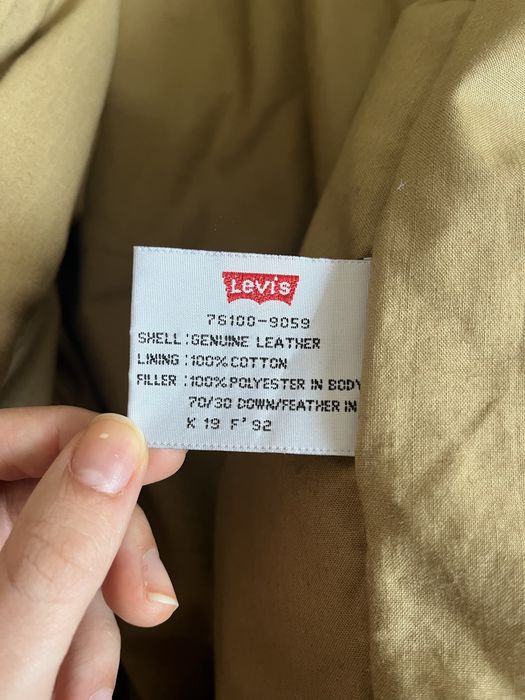 Levi's
76100-9059
SHELL : GENUINE LEATHER
LINING : 100% COTTON
FILLER : 100% POLYESTER IN BODY
70/30 DOWN/FEATHER IN
K 19 F'92